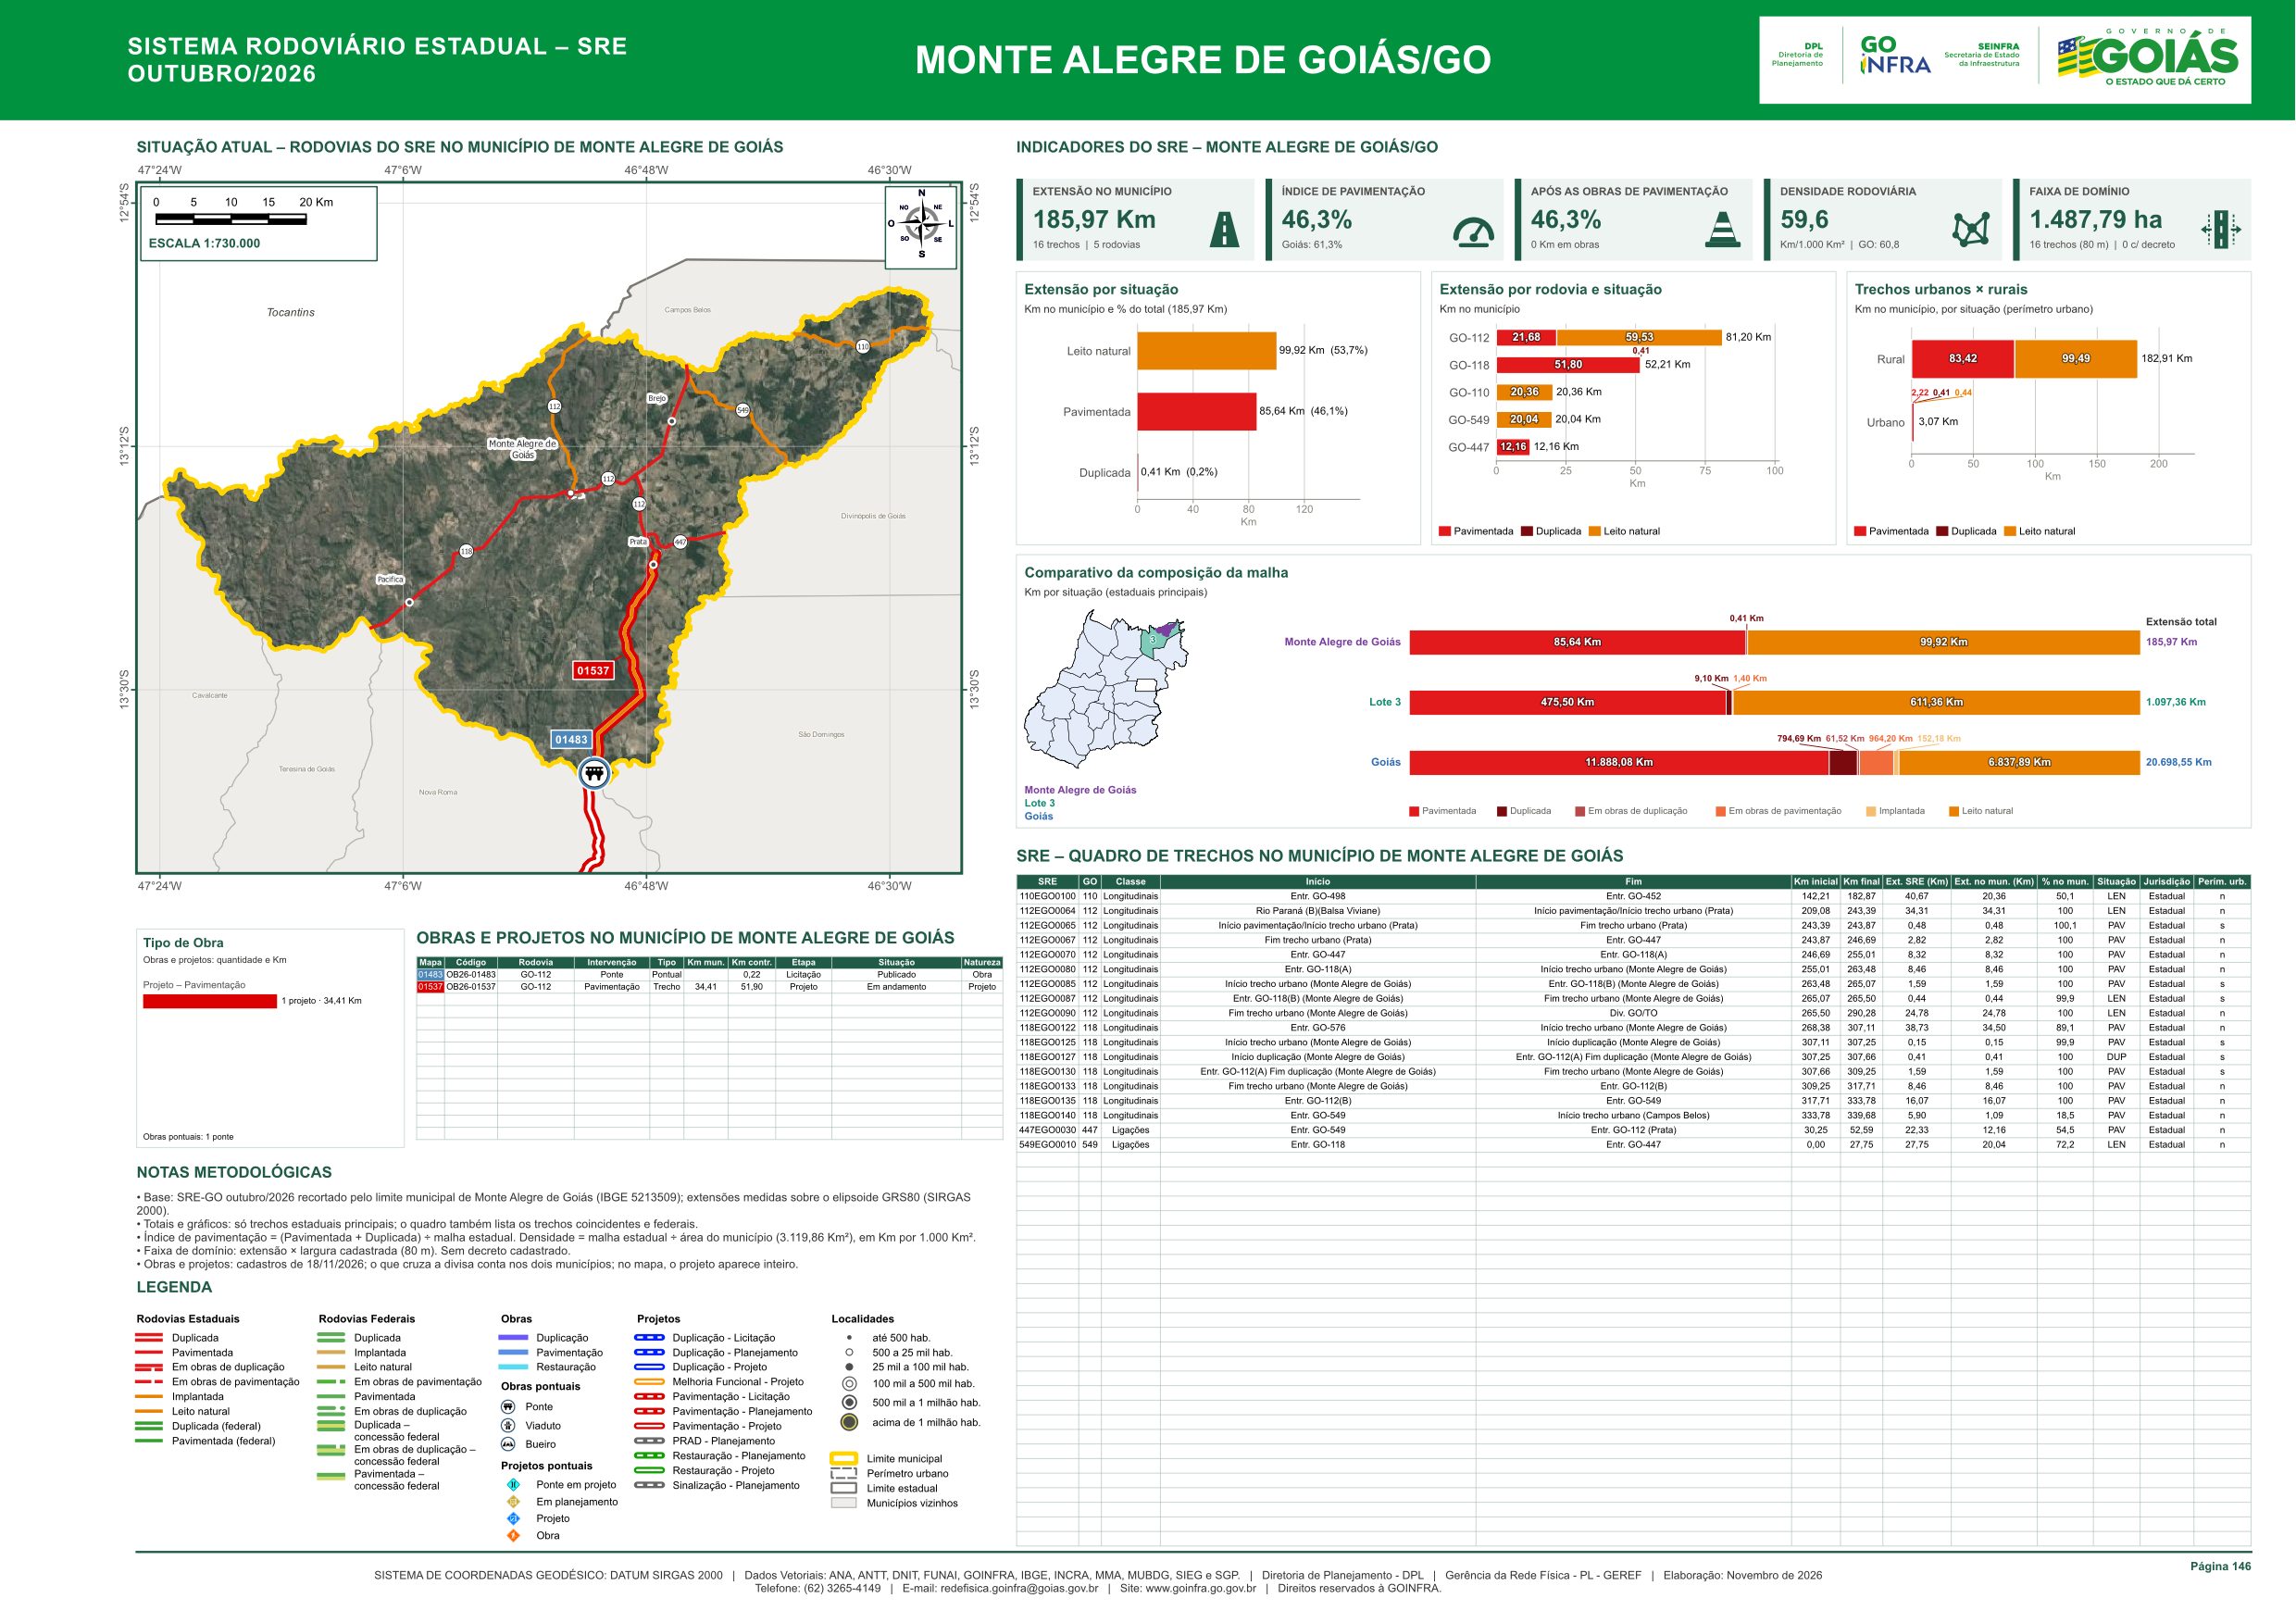 SISTEMA RODOVIÁRIO ESTADUAL – SRE
OUTUBRO/2026
MONTE ALEGRE DE GOIÁS/GO
DPL
Diretoria de
Planejamento
GO
iNFRA
SEINFRA
Secretaria de Estado
da Infraestrutura
GOVERNO DE
GOIÁS
O ESTADO QUE DÁ CERTO
SITUAÇÃO ATUAL – RODOVIAS DO SRE NO MUNICÍPIO DE MONTE ALEGRE DE GOIÁS
47°24'W 47°6'W 46°48'W 46°30'W
12°54'S 12°54'S
0 5 10 15 20 Km
ESCALA 1:730.000
N
NO NE
O L
SO SE
S
Tocantins
Campos Belos
110
112
Brejo
549
13°12'S 13°12'S
Monte Alegre de
Goiás
112
112
Divinópolis de Goiás
118
Prata
447
Pacífica
01537
13°30'S 13°30'S
Cavalcante
01483
São Domingos
Teresina de Goiás
Nova Roma
47°24'W 47°6'W 46°48'W 46°30'W
INDICADORES DO SRE – MONTE ALEGRE DE GOIÁS/GO
EXTENSÃO NO MUNICÍPIO
185,97 Km
16 trechos | 5 rodovias
ÍNDICE DE PAVIMENTAÇÃO
46,3%
Goiás: 61,3%
APÓS AS OBRAS DE PAVIMENTAÇÃO
46,3%
0 Km em obras
DENSIDADE RODOVIÁRIA
59,6
Km/1.000 Km² | GO: 60,8
FAIXA DE DOMÍNIO
1.487,79 ha
16 trechos (80 m) | 0 c/ decreto
Extensão por situação
Km no município e % do total (185,97 Km)
Leito natural 99,92 Km (53,7%)
Pavimentada 85,64 Km (46,1%)
Duplicada 0,41 Km (0,2%)
0 40 80 120
Km
Extensão por rodovia e situação
Km no município
GO-112 21,68 59,53 81,20 Km
0,41
GO-118 51,80 52,21 Km
GO-110 20,36 20,36 Km
GO-549 20,04 20,04 Km
GO-447 12,16 12,16 Km
0 25 50 75 100
Km
Pavimentada Duplicada Leito natural
Trechos urbanos × rurais
Km no município, por situação (perímetro urbano)
Rural 83,42 99,49 182,91 Km
2,22 0,41 0,44
Urbano 3,07 Km
0 50 100 150 200
Km
Pavimentada Duplicada Leito natural
Comparativo da composição da malha
Km por situação (estaduais principais)
3
Monte Alegre de Goiás
Lote 3
Goiás
0,41 Km Extensão total
Monte Alegre de Goiás 85,64 Km 99,92 Km 185,97 Km
9,10 Km 1,40 Km
Lote 3 475,50 Km 611,36 Km 1.097,36 Km
794,69 Km 61,52 Km 964,20 Km 152,18 Km
Goiás 11.888,08 Km 6.837,89 Km 20.698,55 Km
Pavimentada Duplicada Em obras de duplicação Em obras de pavimentação Implantada Leito natural
SRE – QUADRO DE TRECHOS NO MUNICÍPIO DE MONTE ALEGRE DE GOIÁS
SRE GO Classe Início Fim Km inicial Km final Ext. SRE (Km) Ext. no mun. (Km) % no mun. Situação Jurisdição Perím. urb.
110EGO0100 110 Longitudinais Entr. GO-498 Entr. GO-452 142,21 182,87 40,67 20,36 50,1 LEN Estadual n
112EGO0064 112 Longitudinais Rio Paraná (B)(Balsa Viviane) Início pavimentação/Início trecho urbano (Prata) 209,08 243,39 34,31 34,31 100 LEN Estadual n
112EGO0065 112 Longitudinais Início pavimentação/Início trecho urbano (Prata) Fim trecho urbano (Prata) 243,39 243,87 0,48 0,48 100,1 PAV Estadual s
112EGO0067 112 Longitudinais Fim trecho urbano (Prata) Entr. GO-447 243,87 246,69 2,82 2,82 100 PAV Estadual n
112EGO0070 112 Longitudinais Entr. GO-447 Entr. GO-118(A) 246,69 255,01 8,32 8,32 100 PAV Estadual n
112EGO0080 112 Longitudinais Entr. GO-118(A) Início trecho urbano (Monte Alegre de Goiás) 255,01 263,48 8,46 8,46 100 PAV Estadual n
112EGO0085 112 Longitudinais Início trecho urbano (Monte Alegre de Goiás) Entr. GO-118(B) (Monte Alegre de Goiás) 263,48 265,07 1,59 1,59 100 PAV Estadual s
112EGO0087 112 Longitudinais Entr. GO-118(B) (Monte Alegre de Goiás) Fim trecho urbano (Monte Alegre de Goiás) 265,07 265,50 0,44 0,44 99,9 LEN Estadual s
112EGO0090 112 Longitudinais Fim trecho urbano (Monte Alegre de Goiás) Div. GO/TO 265,50 290,28 24,78 24,78 100 LEN Estadual n
118EGO0122 118 Longitudinais Entr. GO-576 Início trecho urbano (Monte Alegre de Goiás) 268,38 307,11 38,73 34,50 89,1 PAV Estadual n
118EGO0125 118 Longitudinais Início trecho urbano (Monte Alegre de Goiás) Início duplicação (Monte Alegre de Goiás) 307,11 307,25 0,15 0,15 99,9 PAV Estadual s
118EGO0127 118 Longitudinais Início duplicação (Monte Alegre de Goiás) Entr. GO-112(A) Fim duplicação (Monte Alegre de Goiás) 307,25 307,66 0,41 0,41 100 DUP Estadual s
118EGO0130 118 Longitudinais Entr. GO-112(A) Fim duplicação (Monte Alegre de Goiás) Fim trecho urbano (Monte Alegre de Goiás) 307,66 309,25 1,59 1,59 100 PAV Estadual s
118EGO0133 118 Longitudinais Fim trecho urbano (Monte Alegre de Goiás) Entr. GO-112(B) 309,25 317,71 8,46 8,46 100 PAV Estadual n
118EGO0135 118 Longitudinais Entr. GO-112(B) Entr. GO-549 317,71 333,78 16,07 16,07 100 PAV Estadual n
118EGO0140 118 Longitudinais Entr. GO-549 Início trecho urbano (Campos Belos) 333,78 339,68 5,90 1,09 18,5 PAV Estadual n
447EGO0030 447 Ligações Entr. GO-549 Entr. GO-112 (Prata) 30,25 52,59 22,33 12,16 54,5 PAV Estadual n
549EGO0010 549 Ligações Entr. GO-118 Entr. GO-447 0,00 27,75 27,75 20,04 72,2 LEN Estadual n
Tipo de Obra
Obras e projetos: quantidade e Km
Projeto – Pavimentação
1 projeto · 34,41 Km
Obras pontuais: 1 ponte
OBRAS E PROJETOS NO MUNICÍPIO DE MONTE ALEGRE DE GOIÁS
Mapa Código Rodovia Intervenção Tipo Km mun. Km contr. Etapa Situação Natureza
01483 OB26-01483 GO-112 Ponte Pontual 0,22 Licitação Publicado Obra
01537 OB26-01537 GO-112 Pavimentação Trecho 34,41 51,90 Projeto Em andamento Projeto
NOTAS METODOLÓGICAS
• Base: SRE-GO outubro/2026 recortado pelo limite municipal de Monte Alegre de Goiás (IBGE 5213509); extensões medidas sobre o elipsoide GRS80 (SIRGAS
2000).
• Totais e gráficos: só trechos estaduais principais; o quadro também lista os trechos coincidentes e federais.
• Índice de pavimentação = (Pavimentada + Duplicada) ÷ malha estadual. Densidade = malha estadual ÷ área do município (3.119,86 Km²), em Km por 1.000 Km².
• Faixa de domínio: extensão × largura cadastrada (80 m). Sem decreto cadastrado.
• Obras e projetos: cadastros de 18/11/2026; o que cruza a divisa conta nos dois municípios; no mapa, o projeto aparece inteiro.
LEGENDA
Rodovias Estaduais
Duplicada
Pavimentada
Em obras de duplicação
Em obras de pavimentação
Implantada
Leito natural
Duplicada (federal)
Pavimentada (federal)
Rodovias Federais
Duplicada
Implantada
Leito natural
Em obras de pavimentação
Pavimentada
Em obras de duplicação
Duplicada –
concessão federal
Em obras de duplicação –
concessão federal
Pavimentada –
concessão federal
Obras
Duplicação
Pavimentação
Restauração
Obras pontuais
Ponte
Viaduto
Bueiro
Projetos pontuais
Ponte em projeto
Em planejamento
Projeto
Obra
Projetos
Duplicação - Licitação
Duplicação - Planejamento
Duplicação - Projeto
Melhoria Funcional - Projeto
Pavimentação - Licitação
Pavimentação - Planejamento
Pavimentação - Projeto
PRAD - Planejamento
Restauração - Planejamento
Restauração - Projeto
Sinalização - Planejamento
Localidades
até 500 hab.
500 a 25 mil hab.
25 mil a 100 mil hab.
100 mil a 500 mil hab.
500 mil a 1 milhão hab.
acima de 1 milhão hab.
Limite municipal
Perímetro urbano
Limite estadual
Municípios vizinhos
Página 146
SISTEMA DE COORDENADAS GEODÉSICO: DATUM SIRGAS 2000 | Dados Vetoriais: ANA, ANTT, DNIT, FUNAI, GOINFRA, IBGE, INCRA, MMA, MUBDG, SIEG e SGP. | Diretoria de Planejamento - DPL | Gerência da Rede Física - PL - GEREF | Elaboração: Novembro de 2026
Telefone: (62) 3265-4149 | E-mail: redefisica.goinfra@goias.gov.br | Site: www.goinfra.go.gov.br | Direitos reservados à GOINFRA.